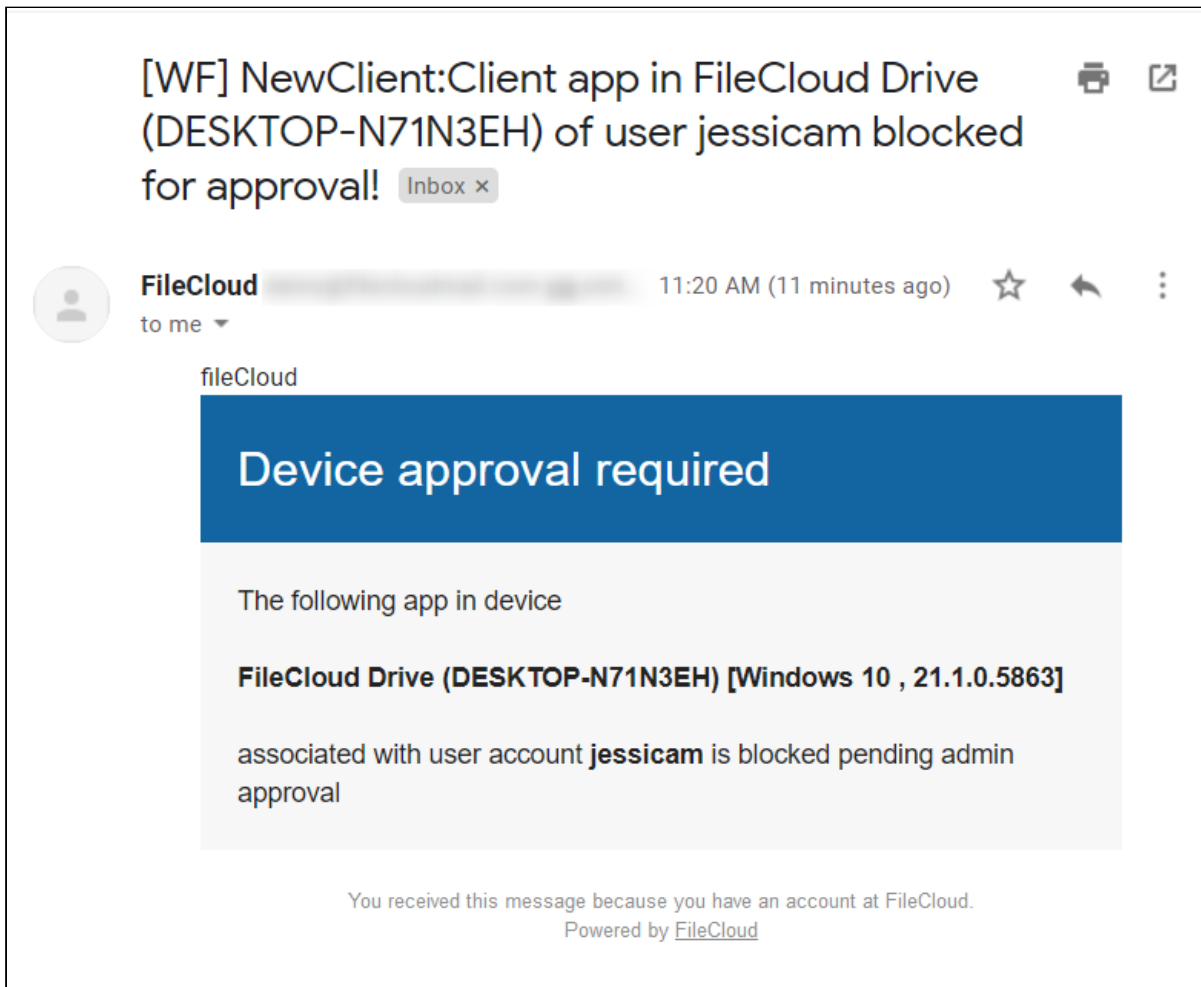 [WF] NewClient:Client app in FileCloud Drive
(DESKTOP-N71N3EH) of user jessicam blocked
for approval! Inbox ×
FileCloud 11:20 AM (11 minutes ago)
to me
fileCloud
Device approval required
The following app in device
FileCloud Drive (DESKTOP-N71N3EH) [Windows 10 , 21.1.0.5863]
associated with user account jessicam is blocked pending admin
approval
You received this message because you have an account at FileCloud.
Powered by FileCloud